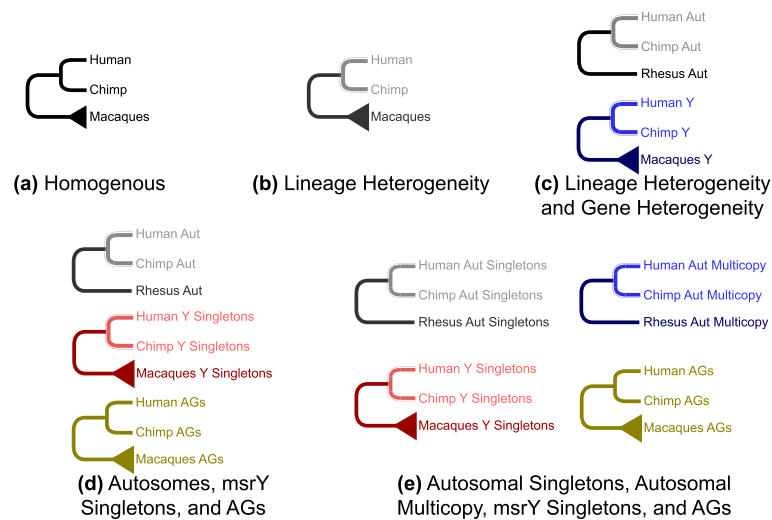 Human
Chimp
Macaques
(a) Homogenous
Human
Chimp
Macaques
(b) Lineage Heterogeneity
Human Aut
Chimp Aut
Rhesus Aut
Human Y
Chimp Y
Macaques Y
(c) Lineage Heterogeneity
and Gene Heterogeneity
Human Aut
Chimp Aut
Rhesus Aut
Human Y Singletons
Chimp Y Singletons
Macaques Y Singletons
Human AGs
Chimp AGs
Macaques AGs
(d) Autosomes, msrY
Singletons, and AGs
Human Aut Singletons
Chimp Aut Singletons
Rhesus Aut Singletons
Human Aut Multicopy
Chimp Aut Multicopy
Rhesus Aut Multicopy
Human Y Singletons
Chimp Y Singletons
Macaques Y Singletons
Human AGs
Chimp AGs
Macaques AGs
(e) Autosomal Singletons, Autosomal
Multicopy, msrY Singletons, and AGs